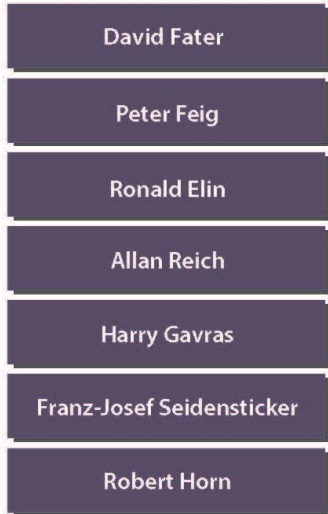 David Fater
Peter Feig
Ronald Elin
Allan Reich
Harry Gavras
Franz-Josef Seidensticker
Robert Horn